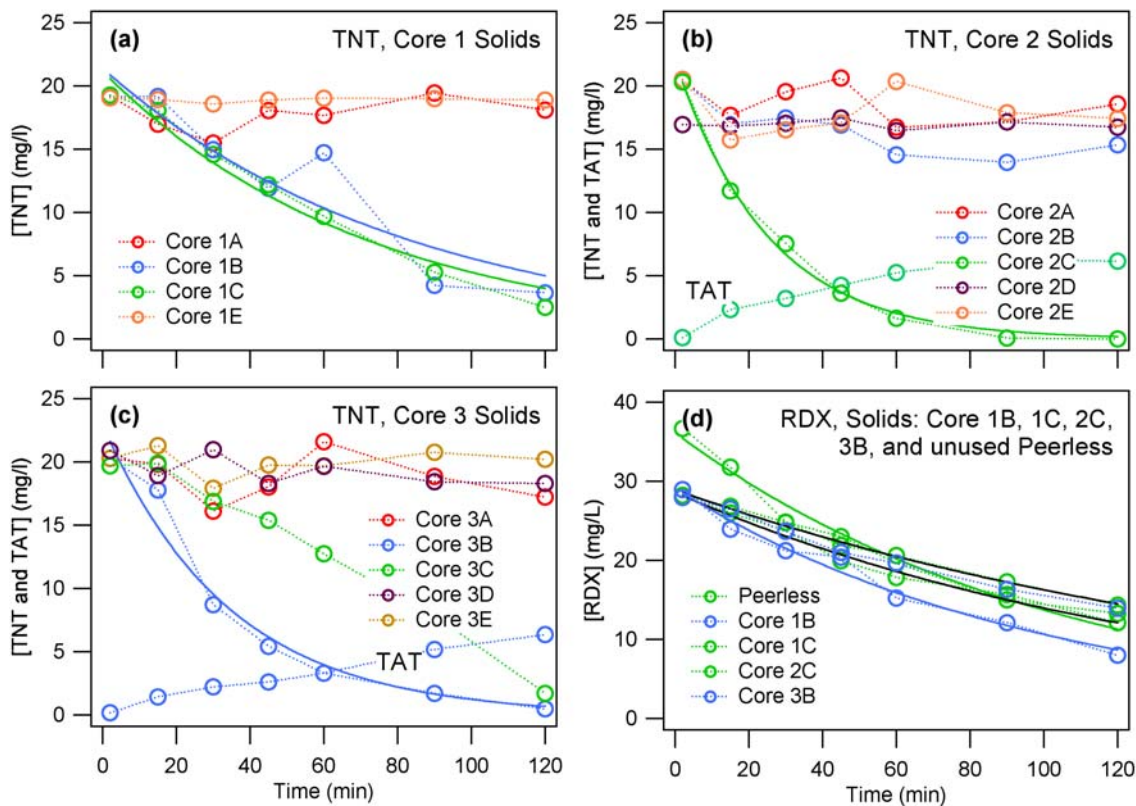 (a)
TNT, Core 1 Solids
25
20
15
10
5
0
[TNT] (mg/l)
Core 1A
Core 1B
Core 1C
Core 1E
(b)
TNT, Core 2 Solids
25
20
15
10
5
0
[TNT and TAT] (mg/l)
TAT
Core 2A
Core 2B
Core 2C
Core 2D
Core 2E
(c)
TNT, Core 3 Solids
25
20
15
10
5
0
[TNT and TAT] (mg/l)
Core 3A
Core 3B
Core 3C
Core 3D
Core 3E
TAT
0 20 40 60 80 100 120
Time (min)
(d)
RDX, Solids: Core 1B, 1C, 2C,
3B, and unused Peerless
40
30
20
10
0
[RDX] (mg/L)
Peerless
Core 1B
Core 1C
Core 2C
Core 3B
0 20 40 60 80 100 120
Time (min)